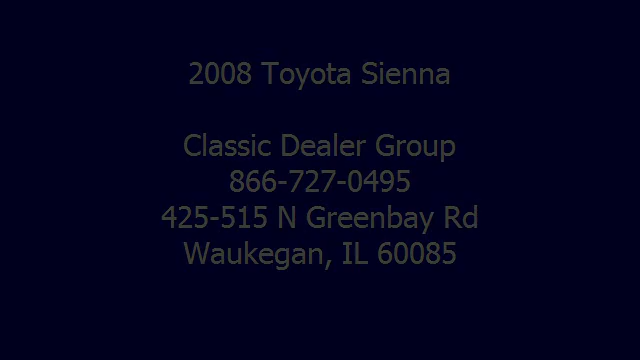 2008 Toyota Sienna
Classic Dealer Group
866-727-0495
425-515 N Greenbay Rd
Waukegan, IL 60085